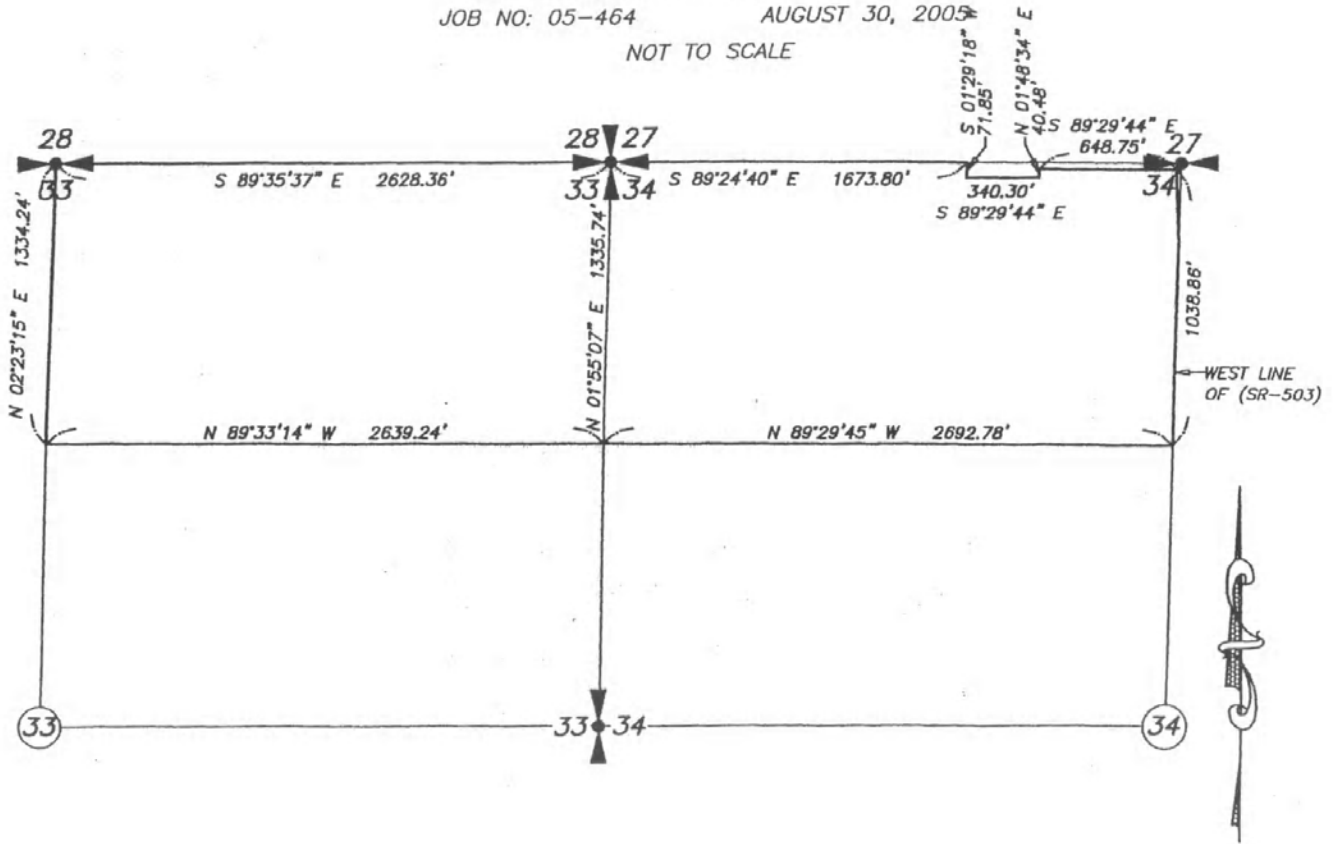 JOB NO: 05-464 AUGUST 30, 2005
NOT TO SCALE
S 01°29'18" W
71.85'
N 01°48'34" E
40.48'
S 89°29'44" E
648.75'
28
33
28 27
33 34
27
34
S 89°35'37" E 2628.36'
S 89°24'40" E 1673.80'
340.30'
S 89°29'44" E
N 02°23'15" E 1334.24'
N 01°55'07" E 1335.74'
1038.86'
WEST LINE
OF (SR-503)
N 89°33'14" W 2639.24'
N 89°29'45" W 2692.78'
33
33 34
34